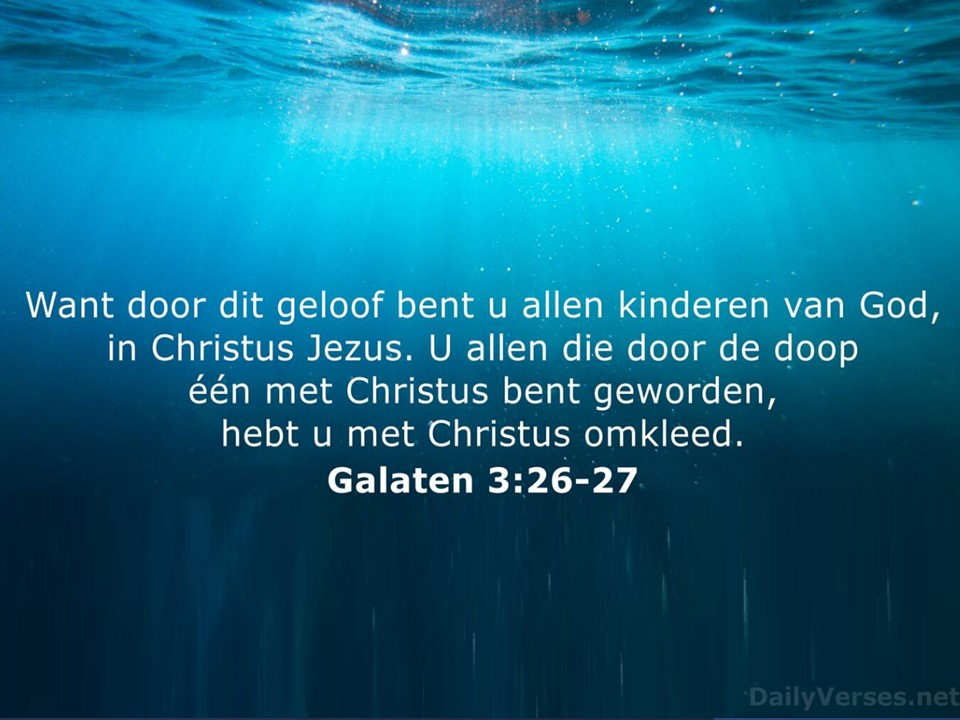 Want door dit geloof bent u allen kinderen van God,
in Christus Jezus. U allen die door de doop
één met Christus bent geworden,
hebt u met Christus omkleed.
Galaten 3:26-27
DailyVerses.net